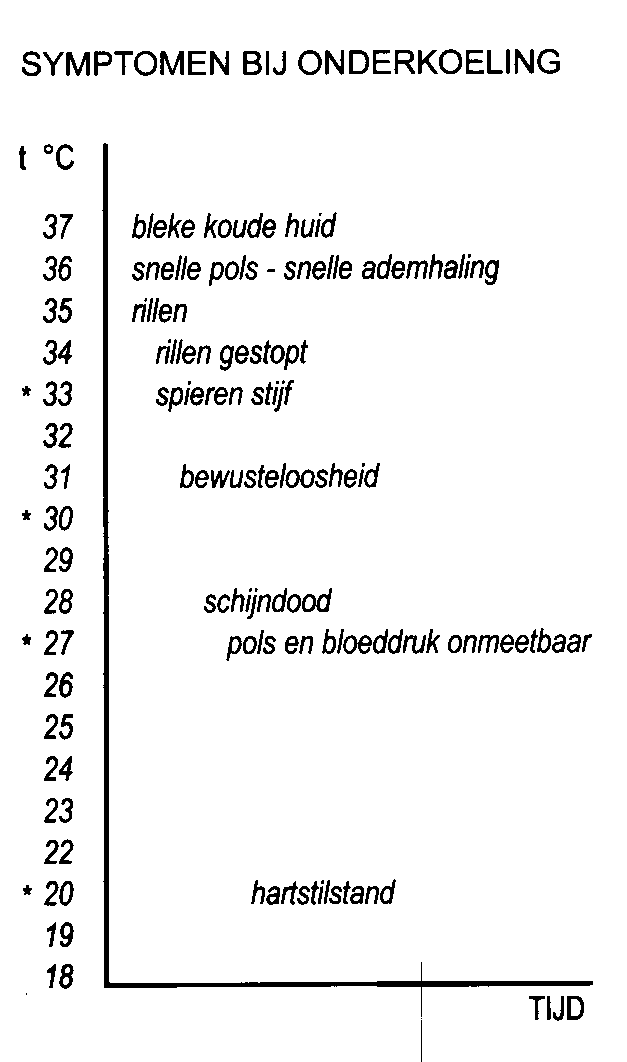 SYMPTOMEN BIJ ONDERKOELING
t °C
37 bleke koude huid
36 snelle pols - snelle ademhaling
35 rillen
34 rillen gestopt
* 33 spieren stijf
32
31 bewusteloosheid
* 30
29
28 schijndood
* 27 pols en bloeddruk onmeetbaar
26
25
24
23
22
* 20 hartstilstand
19
18
TIJD